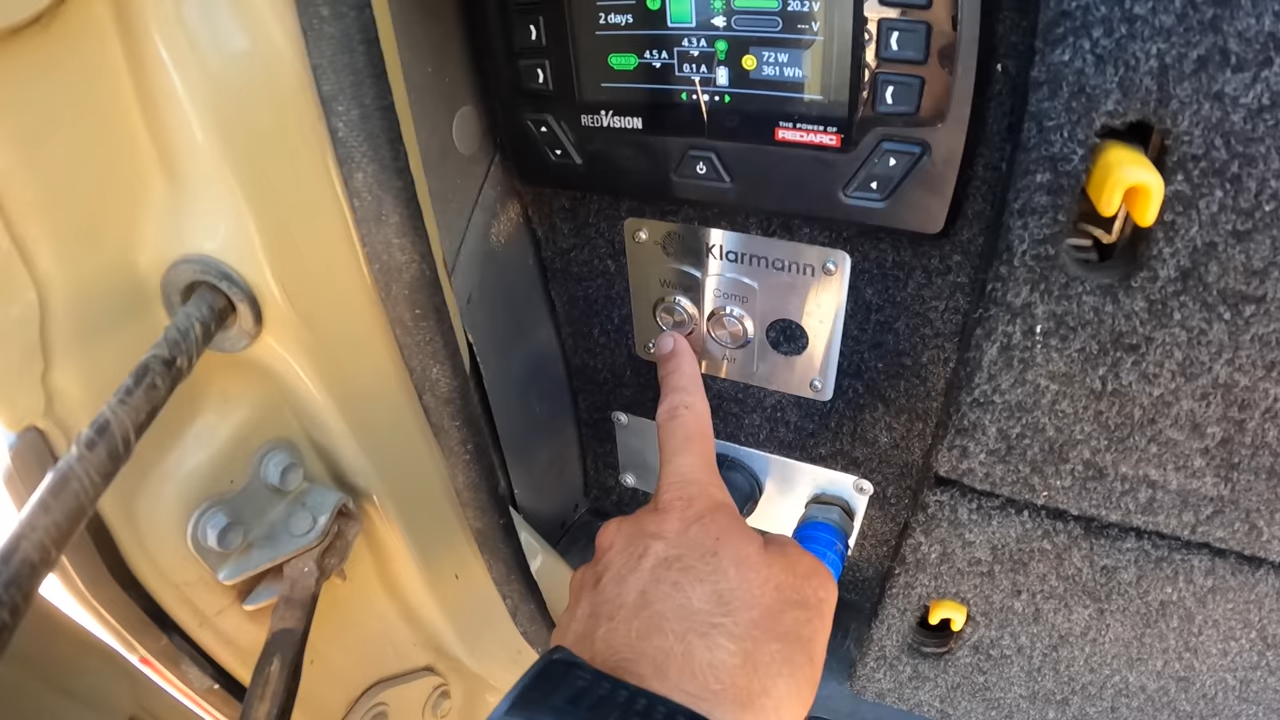 20.2 V
2 days
--- V
4.3 A
4.5 A
72 W
0.1 A
361 Wh
REDVISION
THE POWER OF
REDARC
Klarmann
Comp
Air